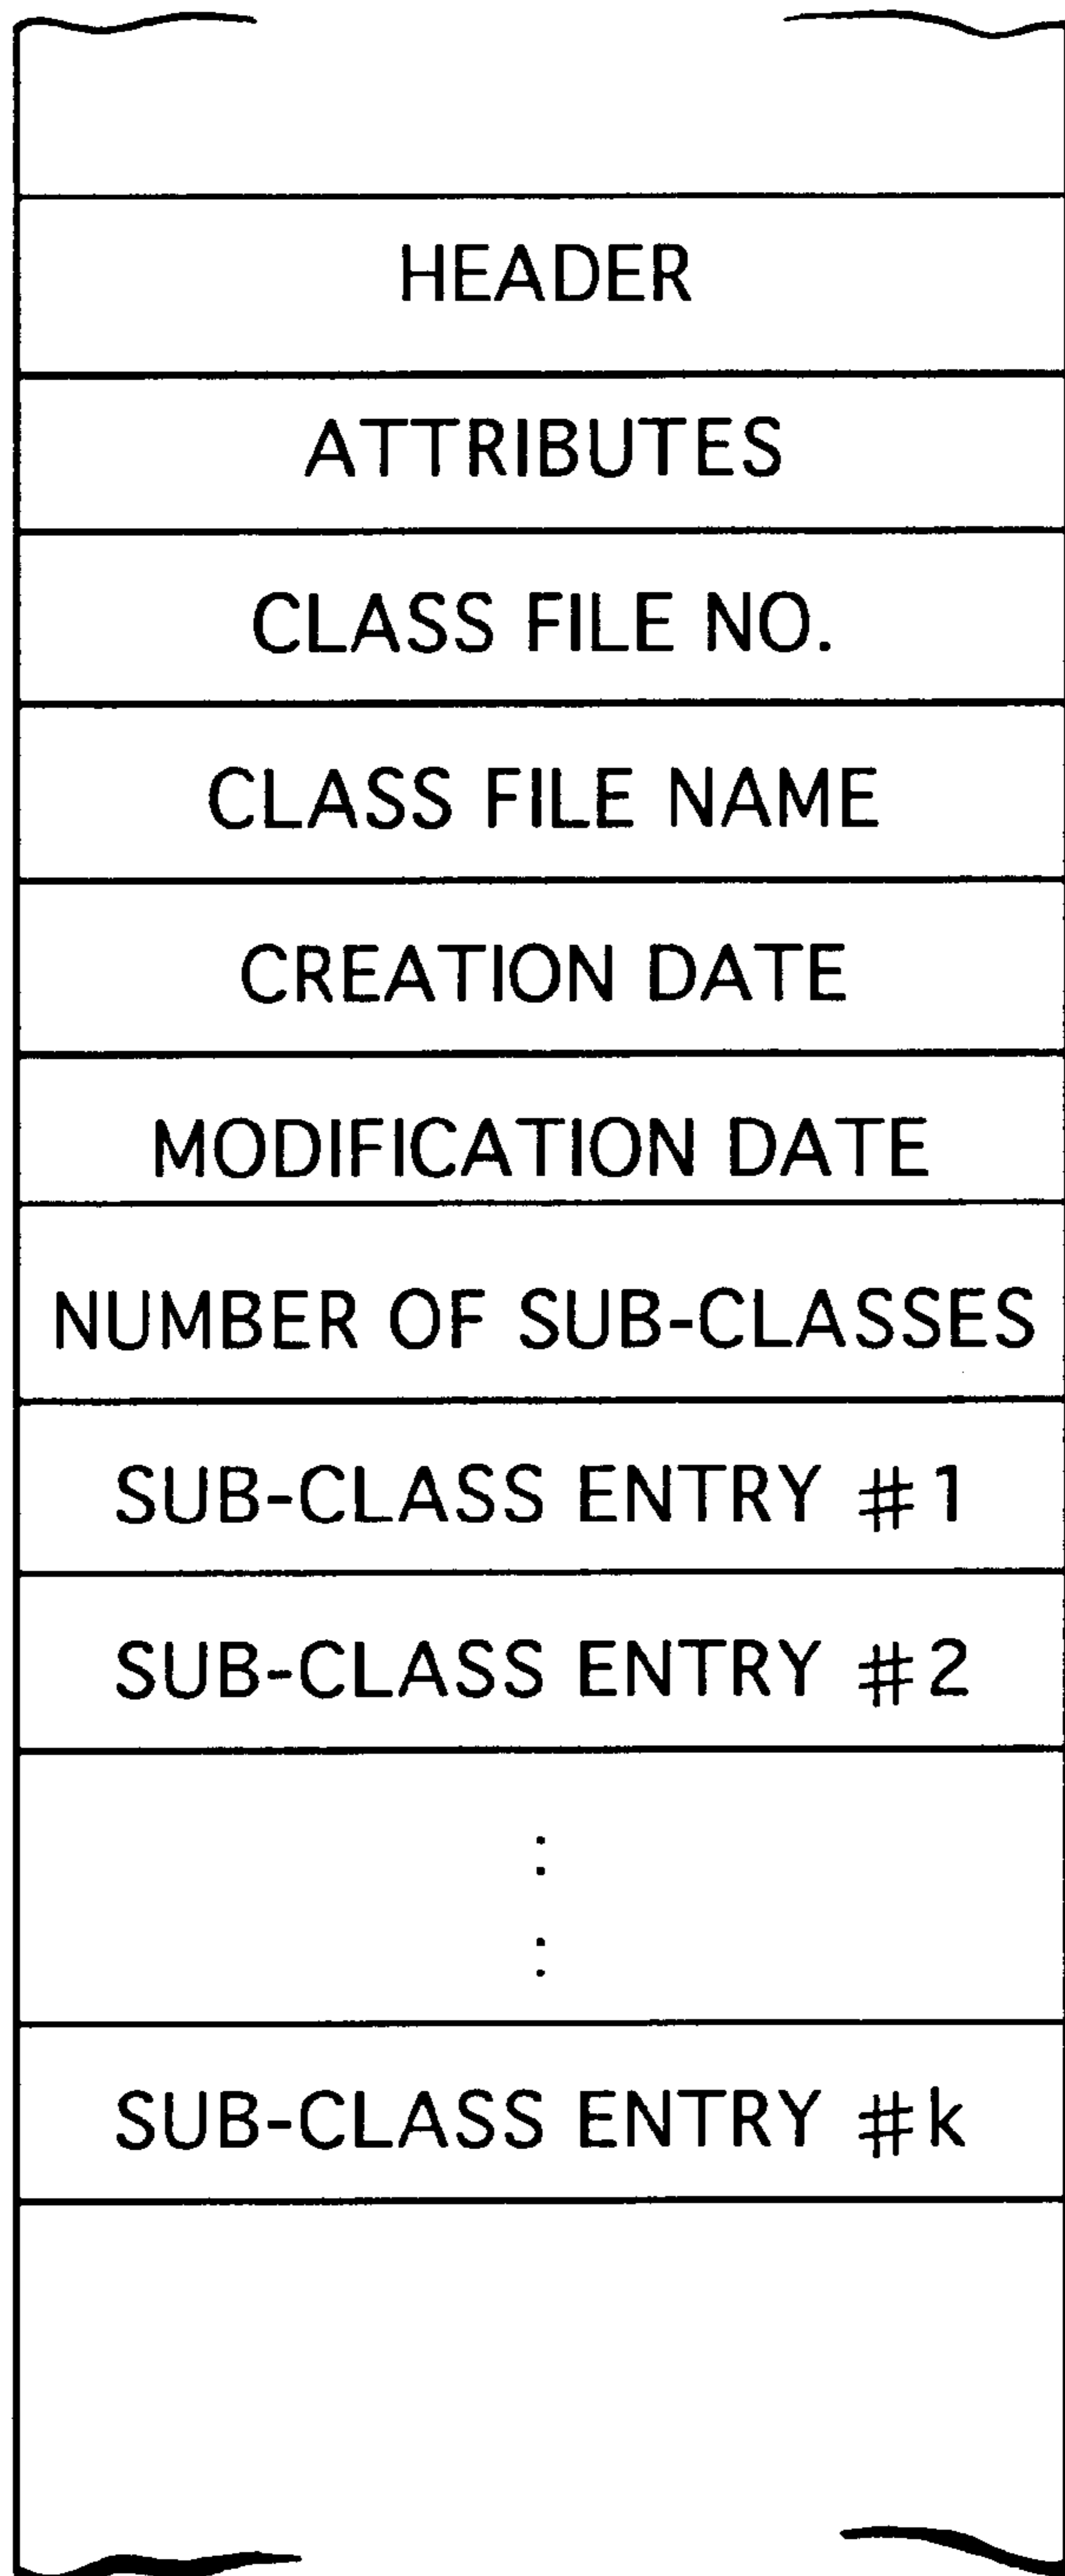 HEADER
ATTRIBUTES
CLASS FILE NO.
CLASS FILE NAME
CREATION DATE
MODIFICATION DATE
NUMBER OF SUB-CLASSES
SUB-CLASS ENTRY #1
SUB-CLASS ENTRY #2
:
:
SUB-CLASS ENTRY #k